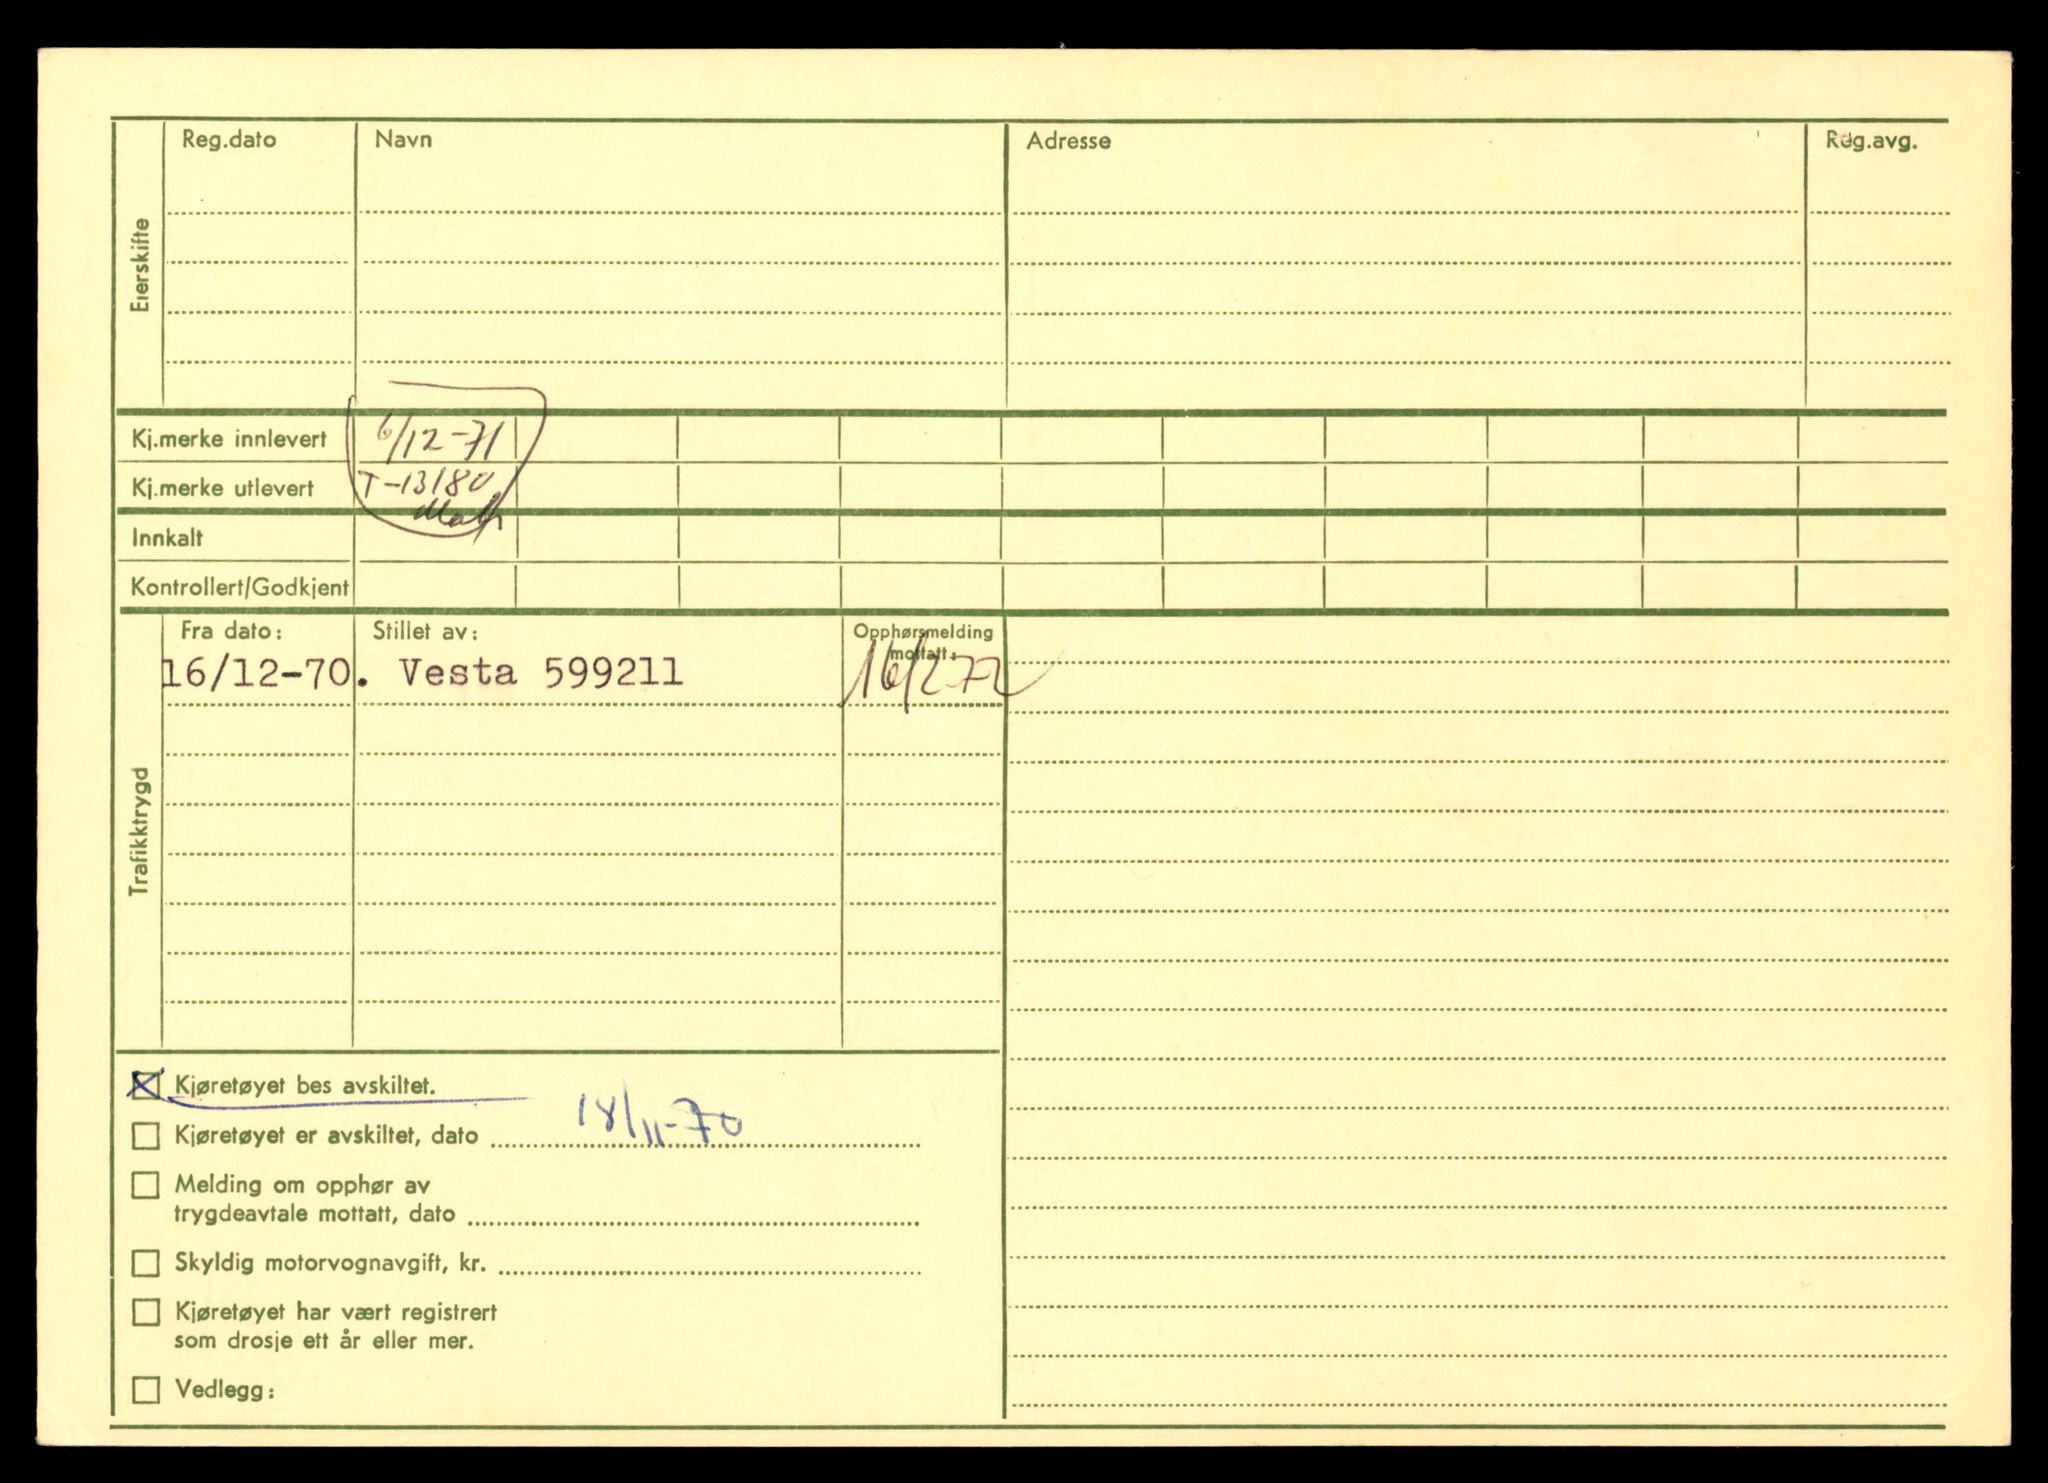 Reg.dato Navn Adresse Reg.avg.
Eierskifte
Kj.merke innlevert 6/12-71
Kj.merke utlevert T-13180
Innkalt
Kontrollert/Godkjent
Trafikktrygd
Fra dato: Stillet av: Opphørsmelding
mottatt:
16/12-70. Vesta 599211 16/2-72
Kjøretøyet bes avskiltet.
18/11-70
Kjøretøyet er avskiltet, dato
Melding om opphør av
trygdeavtale mottatt, dato
Skyldig motorvognavgift, kr.
Kjøretøyet har vært registrert
som drosje ett år eller mer.
Vedlegg: